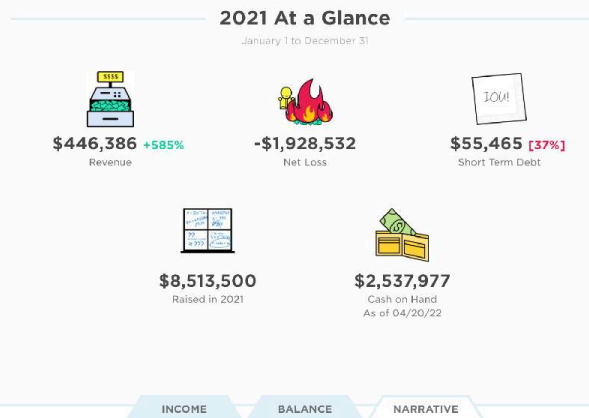 2021 At a Glance
January 1 to December 31
$$$$
IOU!
$446,386 +585%
Revenue
-$1,928,532
Net Loss
$55,465 [37%]
Short Term Debt
$8,513,500
Raised in 2021
$2,537,977
Cash on Hand
As of 04/20/22
INCOME
BALANCE
NARRATIVE